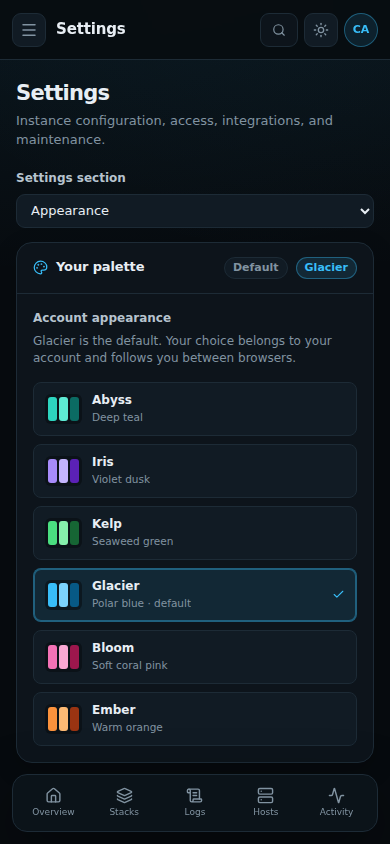 Settings
CA
Settings
Instance configuration, access, integrations, and
maintenance.
Settings section
Appearance
Your palette
Default
Glacier
Account appearance
Glacier is the default. Your choice belongs to your
account and follows you between browsers.
Abyss
Deep teal
Iris
Violet dusk
Kelp
Seaweed green
Glacier
Polar blue · default
Bloom
Soft coral pink
Ember
Warm orange
Overview
Stacks
Logs
Hosts
Activity